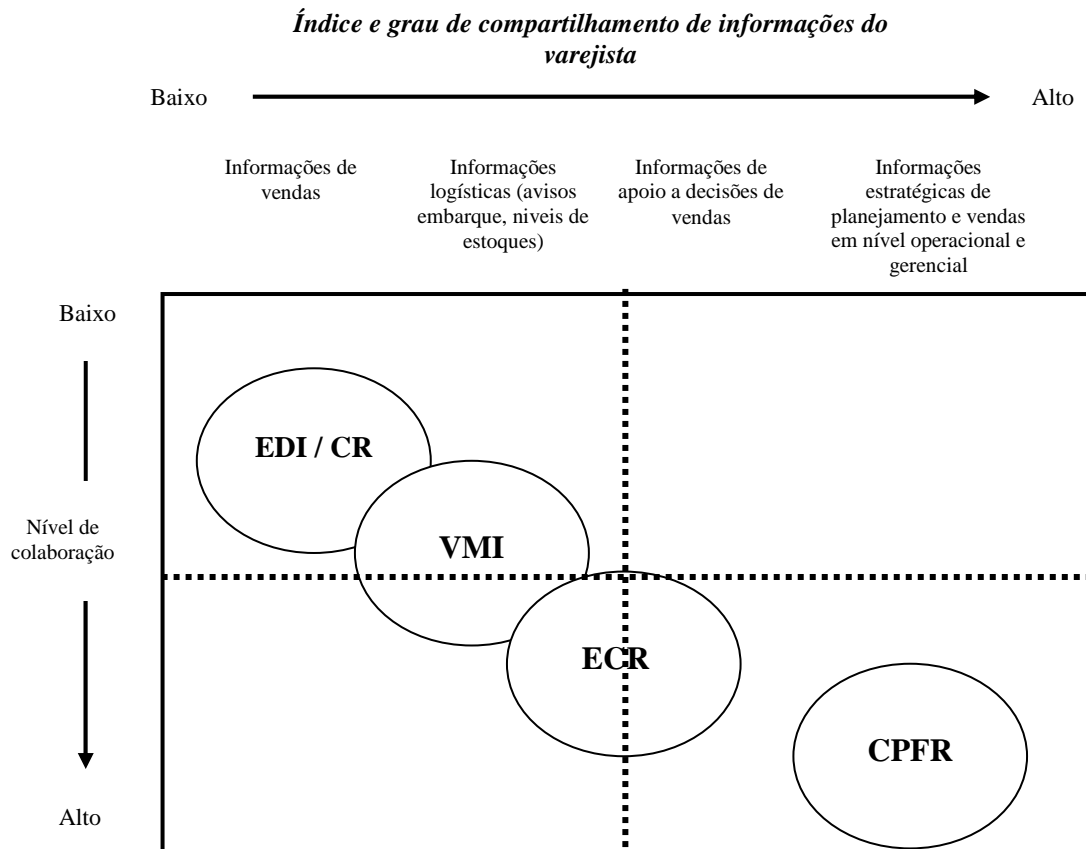 Índice e grau de compartilhamento de informações do
varejista
Baixo
Alto
Informações de
vendas
Informações
logísticas (avisos
embarque, niveis de
estoques)
Informações de
apoio a decisões de
vendas
Informações
estratégicas de
planejamento e vendas
em nível operacional e
gerencial
Baixo
Nível de
colaboração
Alto
EDI / CR
VMI
ECR
CPFR